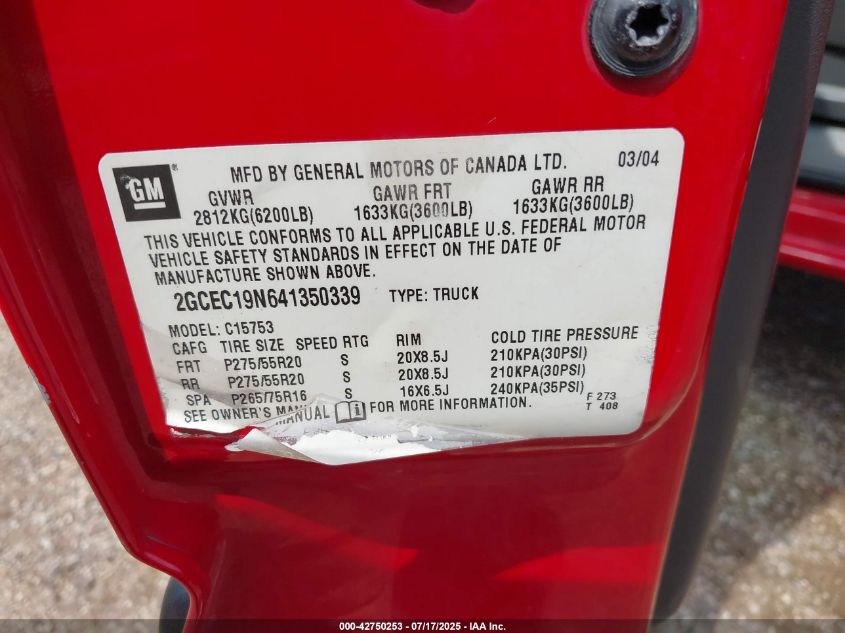 GM ® MFD BY GENERAL MOTORS OF CANADA LTD. 03/04
GVWR GAWR FRT GAWR RR
2812KG(6200LB) 1633KG(3600LB) 1633KG(3600LB)
THIS VEHICLE CONFORMS TO ALL APPLICABLE U.S. FEDERAL MOTOR
VEHICLE SAFETY STANDARDS IN EFFECT ON THE DATE OF
MANUFACTURE SHOWN ABOVE.
2GCEC19N641350339 TYPE: TRUCK
MODEL: C15753
CAFG TIRE SIZE SPEED RTG RIM COLD TIRE PRESSURE
FRT P275/55R20 S 20X8.5J 210KPA(30PSI)
RR P275/55R20 S 20X8.5J 210KPA(30PSI)
SPA P265/75R16 S 16X6.5J 240KPA(35PSI)
SEE OWNER'S MANUAL i FOR MORE INFORMATION.
F 273
T 408
000-42750253 - 07/17/2025 - IAA Inc.